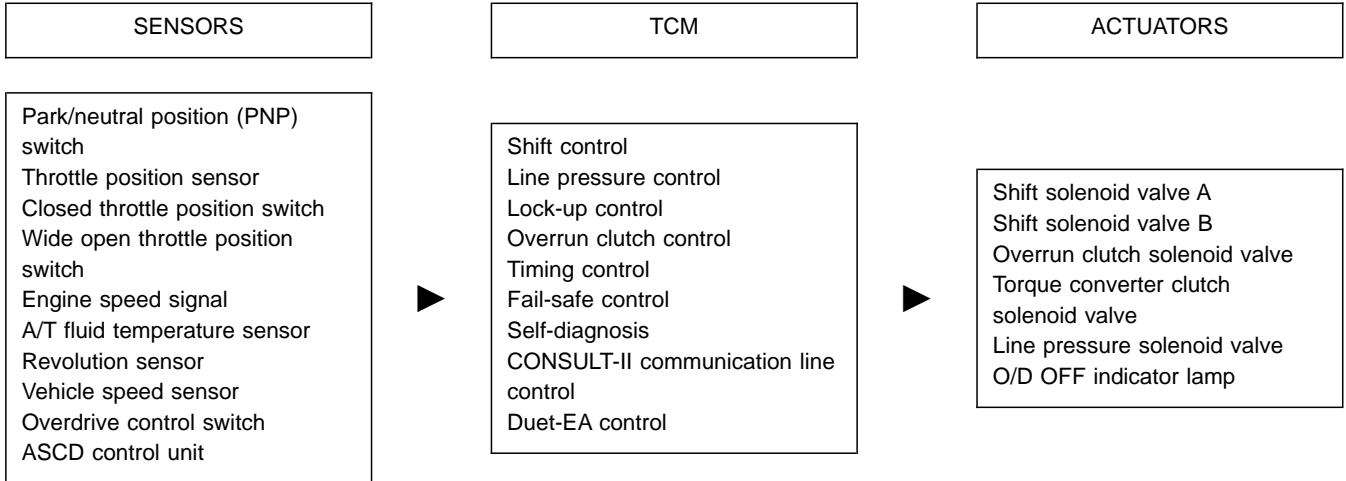 SENSORS
TCM
ACTUATORS
Park/neutral position (PNP)
switch
Throttle position sensor
Closed throttle position switch
Wide open throttle position
switch
Engine speed signal
A/T fluid temperature sensor
Revolution sensor
Vehicle speed sensor
Overdrive control switch
ASCD control unit
Shift control
Line pressure control
Lock-up control
Overrun clutch control
Timing control
Fail-safe control
Self-diagnosis
CONSULT-II communication line
control
Duet-EA control
Shift solenoid valve A
Shift solenoid valve B
Overrun clutch solenoid valve
Torque converter clutch
solenoid valve
Line pressure solenoid valve
O/D OFF indicator lamp